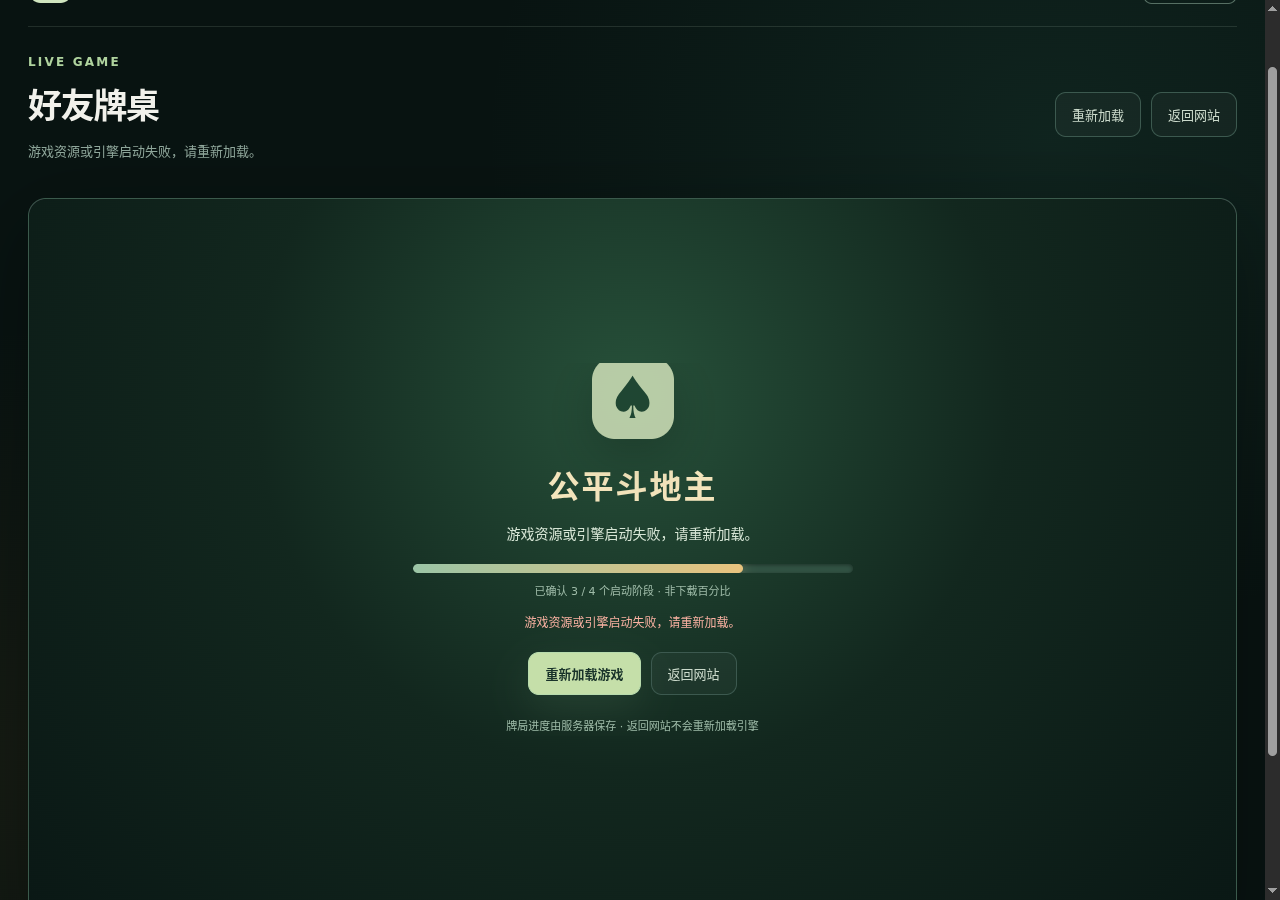 LIVE GAME
好友牌桌
游戏资源或引擎启动失败，请重新加载。
重新加载
返回网站
公平斗地主
游戏资源或引擎启动失败，请重新加载。
已确认 3 / 4 个启动阶段 · 非下载百分比
游戏资源或引擎启动失败，请重新加载。
重新加载游戏
返回网站
牌局进度由服务器保存 · 返回网站不会重新加载引擎